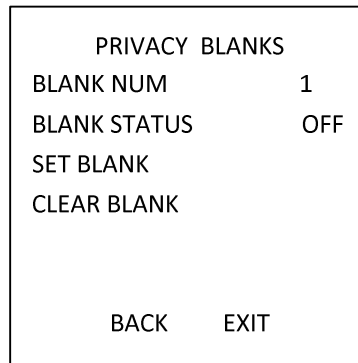 PRIVACY BLANKS
BLANK NUM 1
BLANK STATUS OFF
SET BLANK
CLEAR BLANK
BACK EXIT